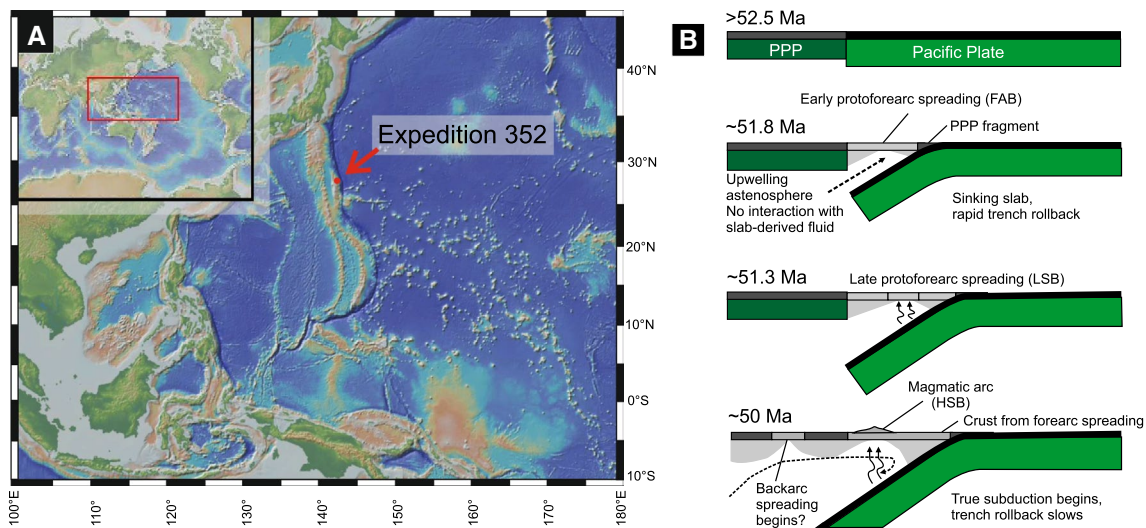 A
Expedition 352
40°N
30°N
20°N
10°N
0°S
10°S
100°E
110°
120°
130°
140°
150°
160°
170°
180°E
B
>52.5 Ma
PPP
Pacific Plate
Early protoforearc spreading (FAB)
~51.8 Ma
PPP fragment
Upwelling
astenosphere
No interaction with
slab-derived fluid
Sinking slab,
rapid trench rollback
~51.3 Ma
Late protoforearc spreading (LSB)
~50 Ma
Magmatic arc
(HSB)
Crust from forearc spreading
Backarc
spreading
begins?
True subduction begins,
trench rollback slows